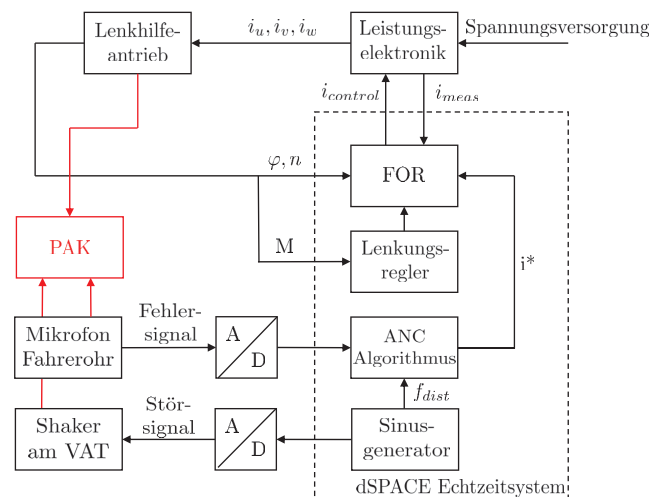 Lenkhilfe-
antrieb
i_u, i_v, i_w
Leistungs-
elektronik
Spannungsversorgung
i_control
i_meas
φ, n
FOR
PAK
M
Lenkungs-
regler
i*
Mikrofon
Fahrerohr
Fehler-
signal
A
D
ANC
Algorithmus
f_dist
Shaker
am VAT
Stör-
signal
A
D
Sinus-
generator
dSPACE Echtzeitsystem